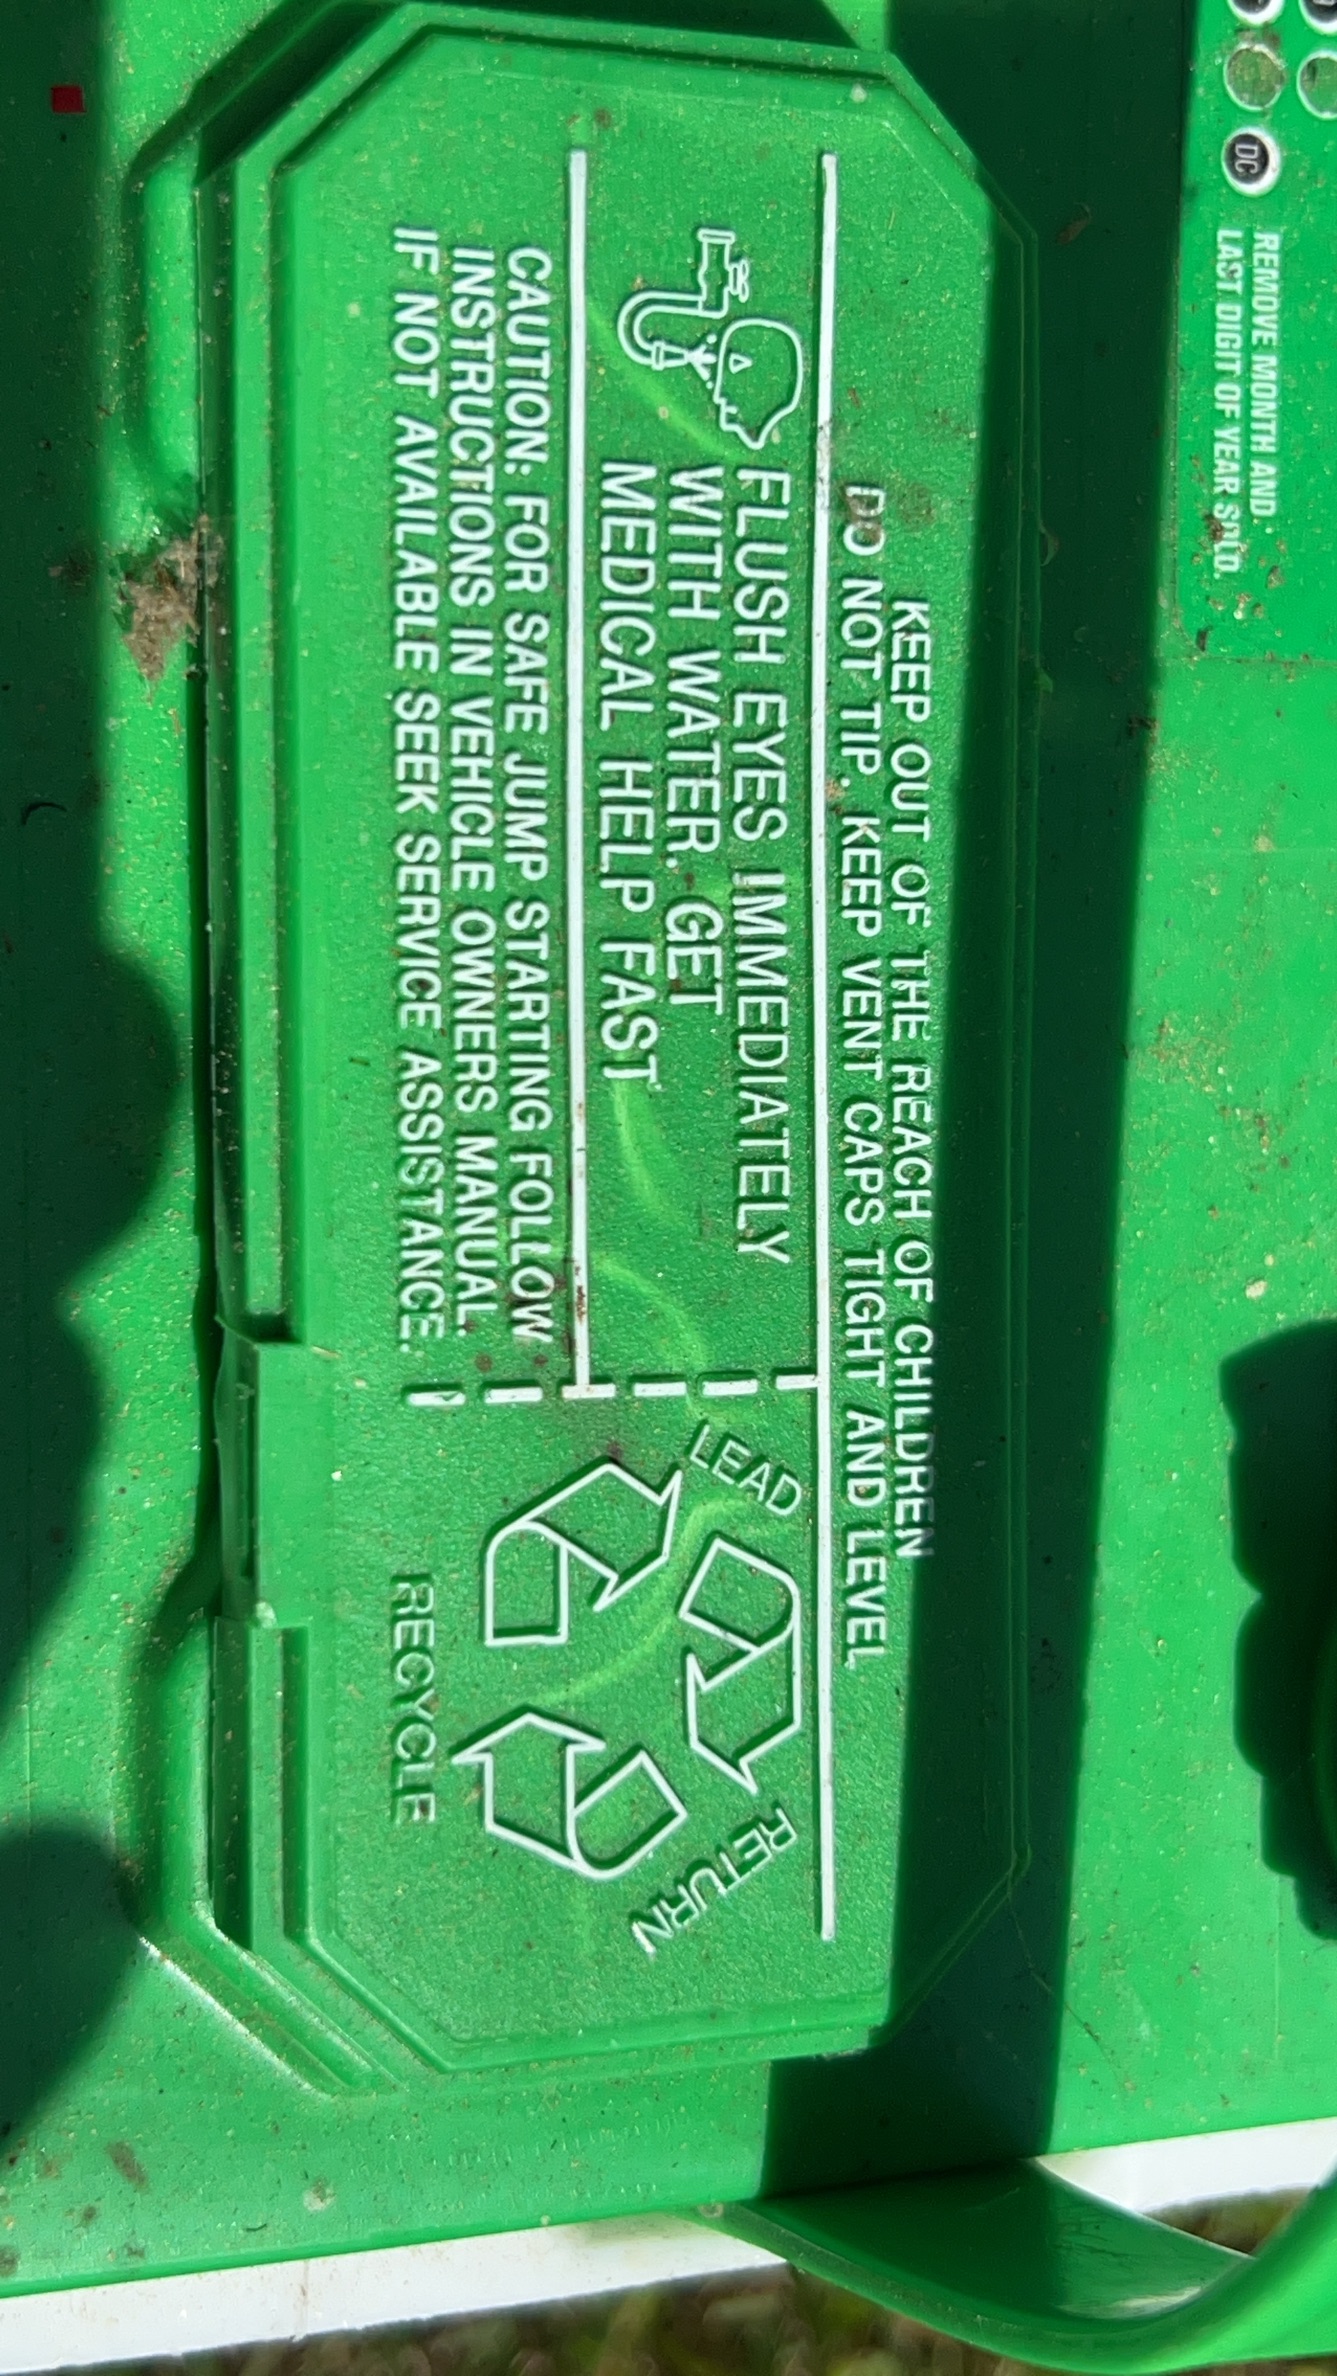 DC
REMOVE MONTH AND
LAST DIGIT OF YEAR SOLD.
KEEP OUT OF THE REACH OF CHILDREN
DO NOT TIP. KEEP VENT CAPS TIGHT AND LEVEL
FLUSH EYES IMMEDIATELY
WITH WATER. GET
MEDICAL HELP FAST
CAUTION: FOR SAFE JUMP STARTING FOLLOW
INSTRUCTIONS IN VEHICLE OWNERS MANUAL.
IF NOT AVAILABLE SEEK SERVICE ASSISTANCE.
LEAD
RETURN
RECYCLE